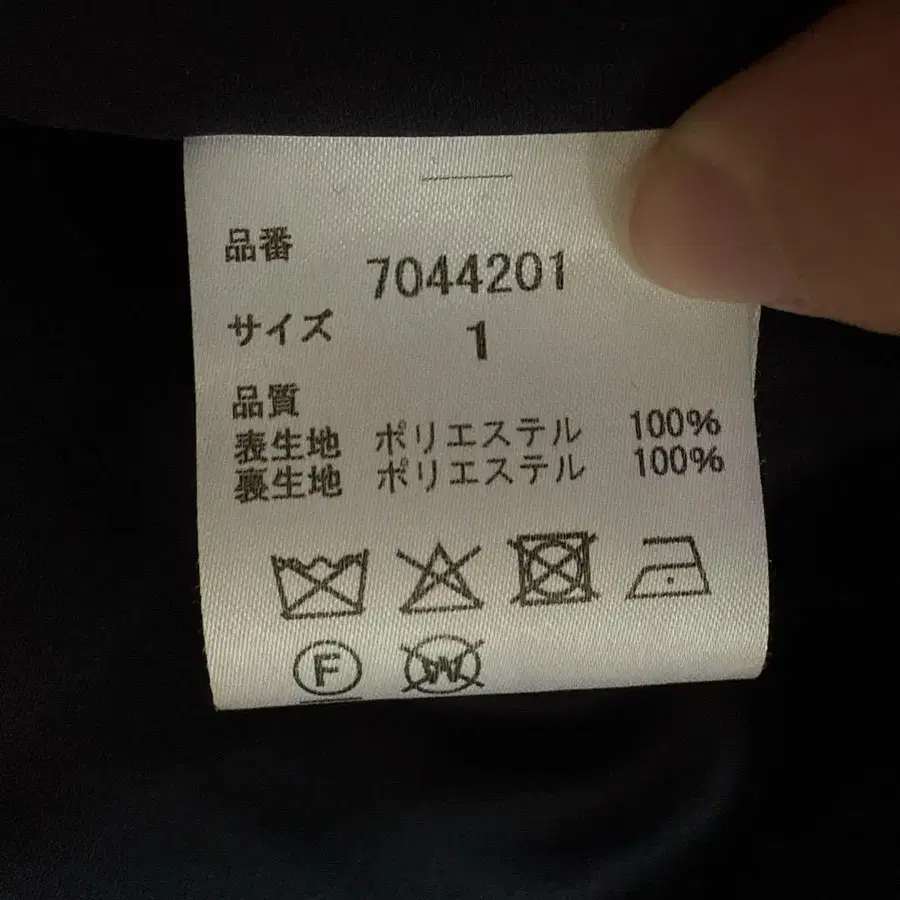 品番
7044201
サイズ 1
品質
表生地 ポリエステル 100%
裏生地 ポリエステル 100%
F
W